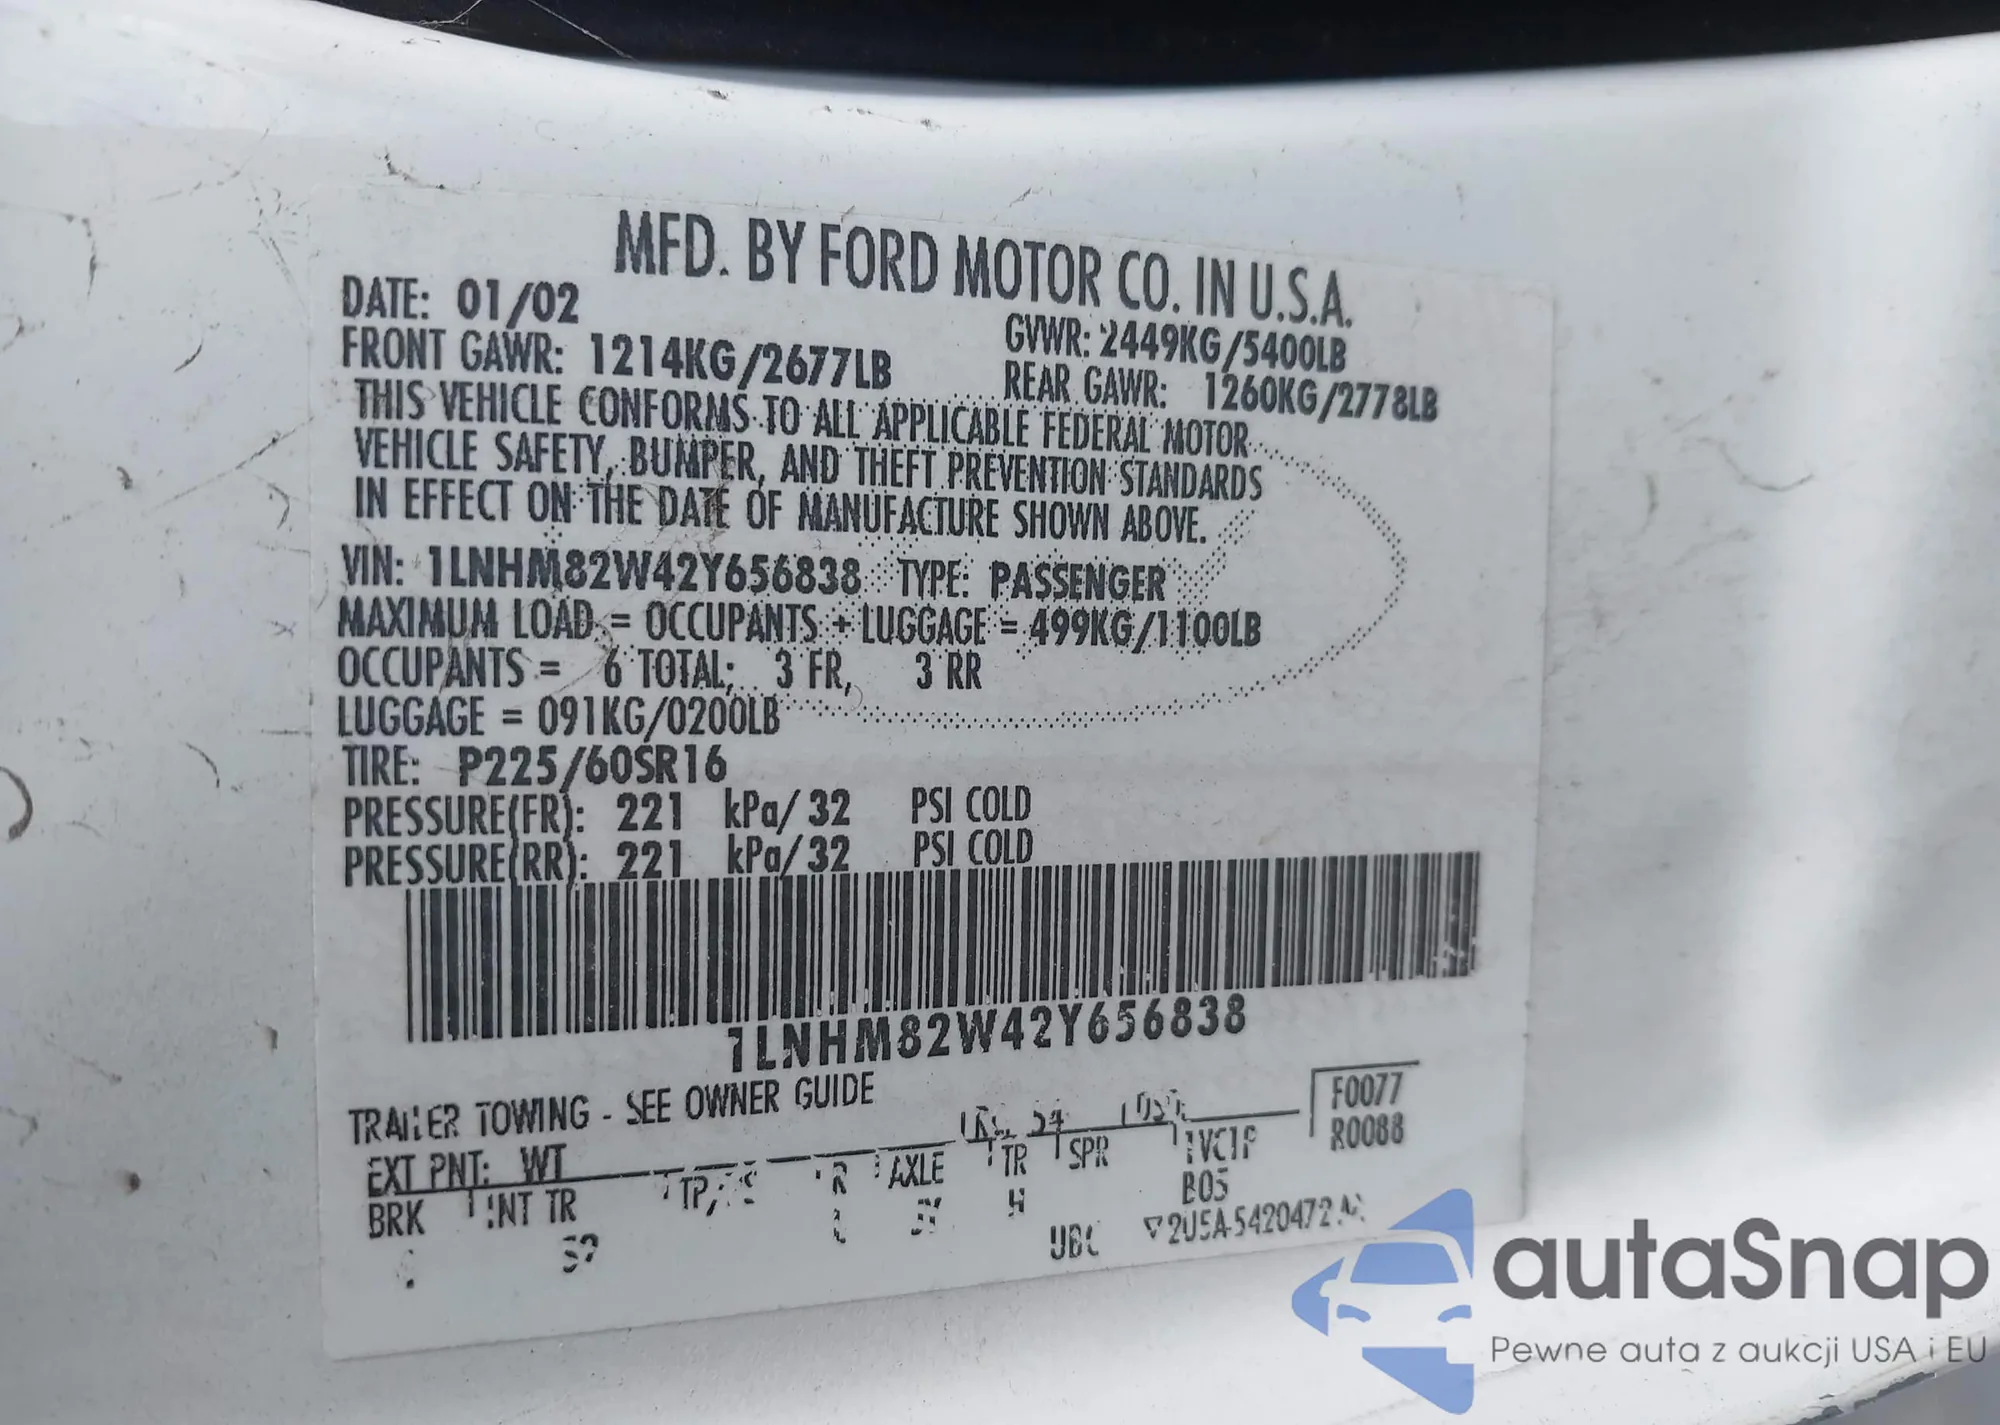 MFD. BY FORD MOTOR CO. IN U.S.A.
DATE: 01/02
GVWR: 2449KG/5400LB
FRONT GAWR: 1214KG/2677LB
REAR GAWR: 1260KG/2778LB
THIS VEHICLE CONFORMS TO ALL APPLICABLE FEDERAL MOTOR
VEHICLE SAFETY, BUMPER, AND THEFT PREVENTION STANDARDS
IN EFFECT ON THE DATE OF MANUFACTURE SHOWN ABOVE.
VIN: 1LNHM82W42Y656838 TYPE: PASSENGER
MAXIMUM LOAD = OCCUPANTS + LUGGAGE = 499KG/1100LB
OCCUPANTS = 6 TOTAL; 3 FR, 3 RR
LUGGAGE = 091KG/0200LB
TIRE: P225/60SR16
PRESSURE(FR): 221 kPa/ 32 PSI COLD
PRESSURE(RR): 221 kPa/ 32 PSI COLD
1LNHM82W42Y656838
TRAILER TOWING - SEE OWNER GUIDE
F0077
R0088
EXT PNT: WT
BRK INT TR AXLE TR SPR
B05
UBC
autaSnap
Pewne auta z aukcji USA i EU